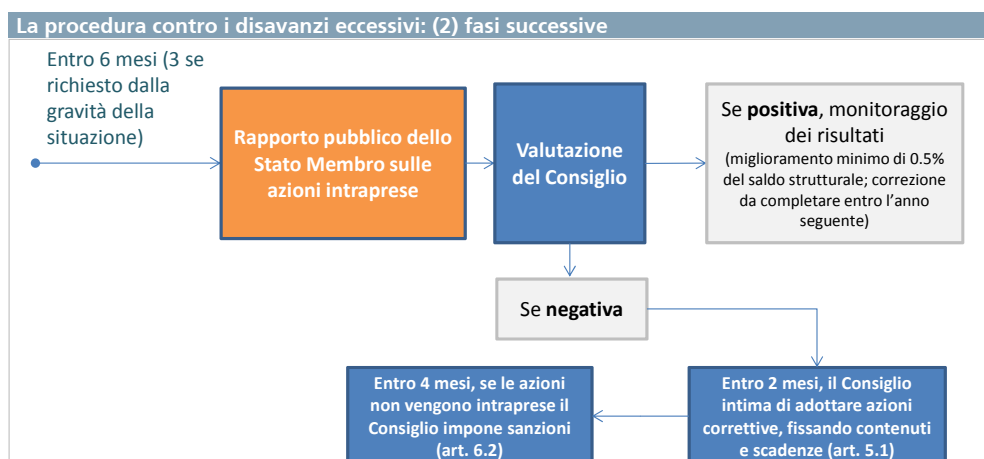 La procedura contro i disavanzi eccessivi: (2) fasi successive
Entro 6 mesi (3 se
richiesto dalla
gravità della
situazione)
Rapporto pubblico dello
Stato Membro sulle
azioni intraprese
Valutazione
del Consiglio
Se positiva, monitoraggio
dei risultati
(miglioramento minimo di 0.5%
del saldo strutturale; correzione
da completare entro l’anno
seguente)
Se negativa
Entro 4 mesi, se le azioni
non vengono intraprese il
Consiglio impone sanzioni
(art. 6.2)
Entro 2 mesi, il Consiglio
intima di adottare azioni
correttive, fissando contenuti
e scadenze (art. 5.1)